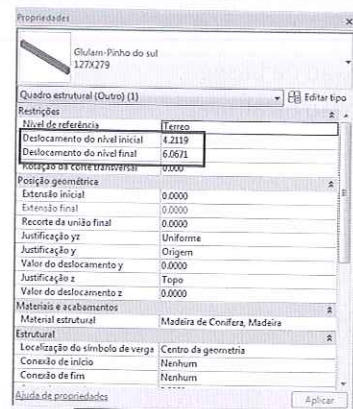 Propriedades
Glulam-Pinho do sul
127X279
Quadro estrutural (Outro) (1)
Editar tipo
Restrições
Nível de referência Terreo
Deslocamento do nível inicial 4.2119
Deslocamento do nível final 6.0671
Rotação da corte transversal 0.000
Posição geométrica
Extensão inicial 0.0000
Extensão final 0.0000
Recorte da união final 0.0000
Justificação yz Uniforme
Justificação y Origem
Valor do deslocamento y 0.0000
Justificação z Topo
Valor do deslocamento z 0.0000
Materiais e acabamentos
Material estrutural Madeira de Conífera, Madeira
Estrutural
Localização do símbolo de verga Centro da geometria
Conexão de início Nenhum
Conexão de fim Nenhum
Ajuda de propriedades
Aplicar